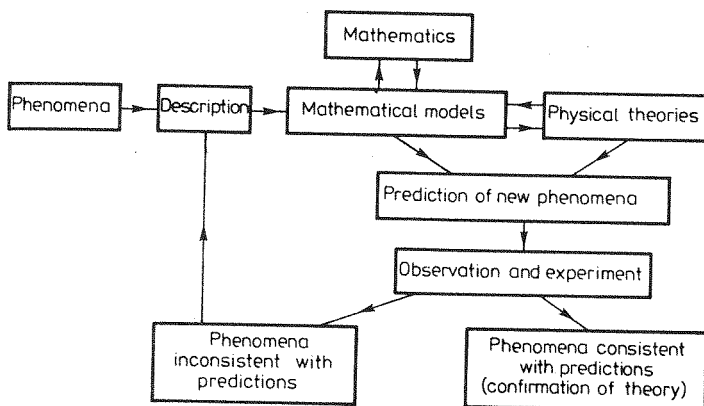 Mathematics
Phenomena
Description
Mathematical models
Physical theories
Prediction of new phenomena
Observation and experiment
Phenomena
inconsistent with
predictions
Phenomena consistent
with predictions
(confirmation of theory)